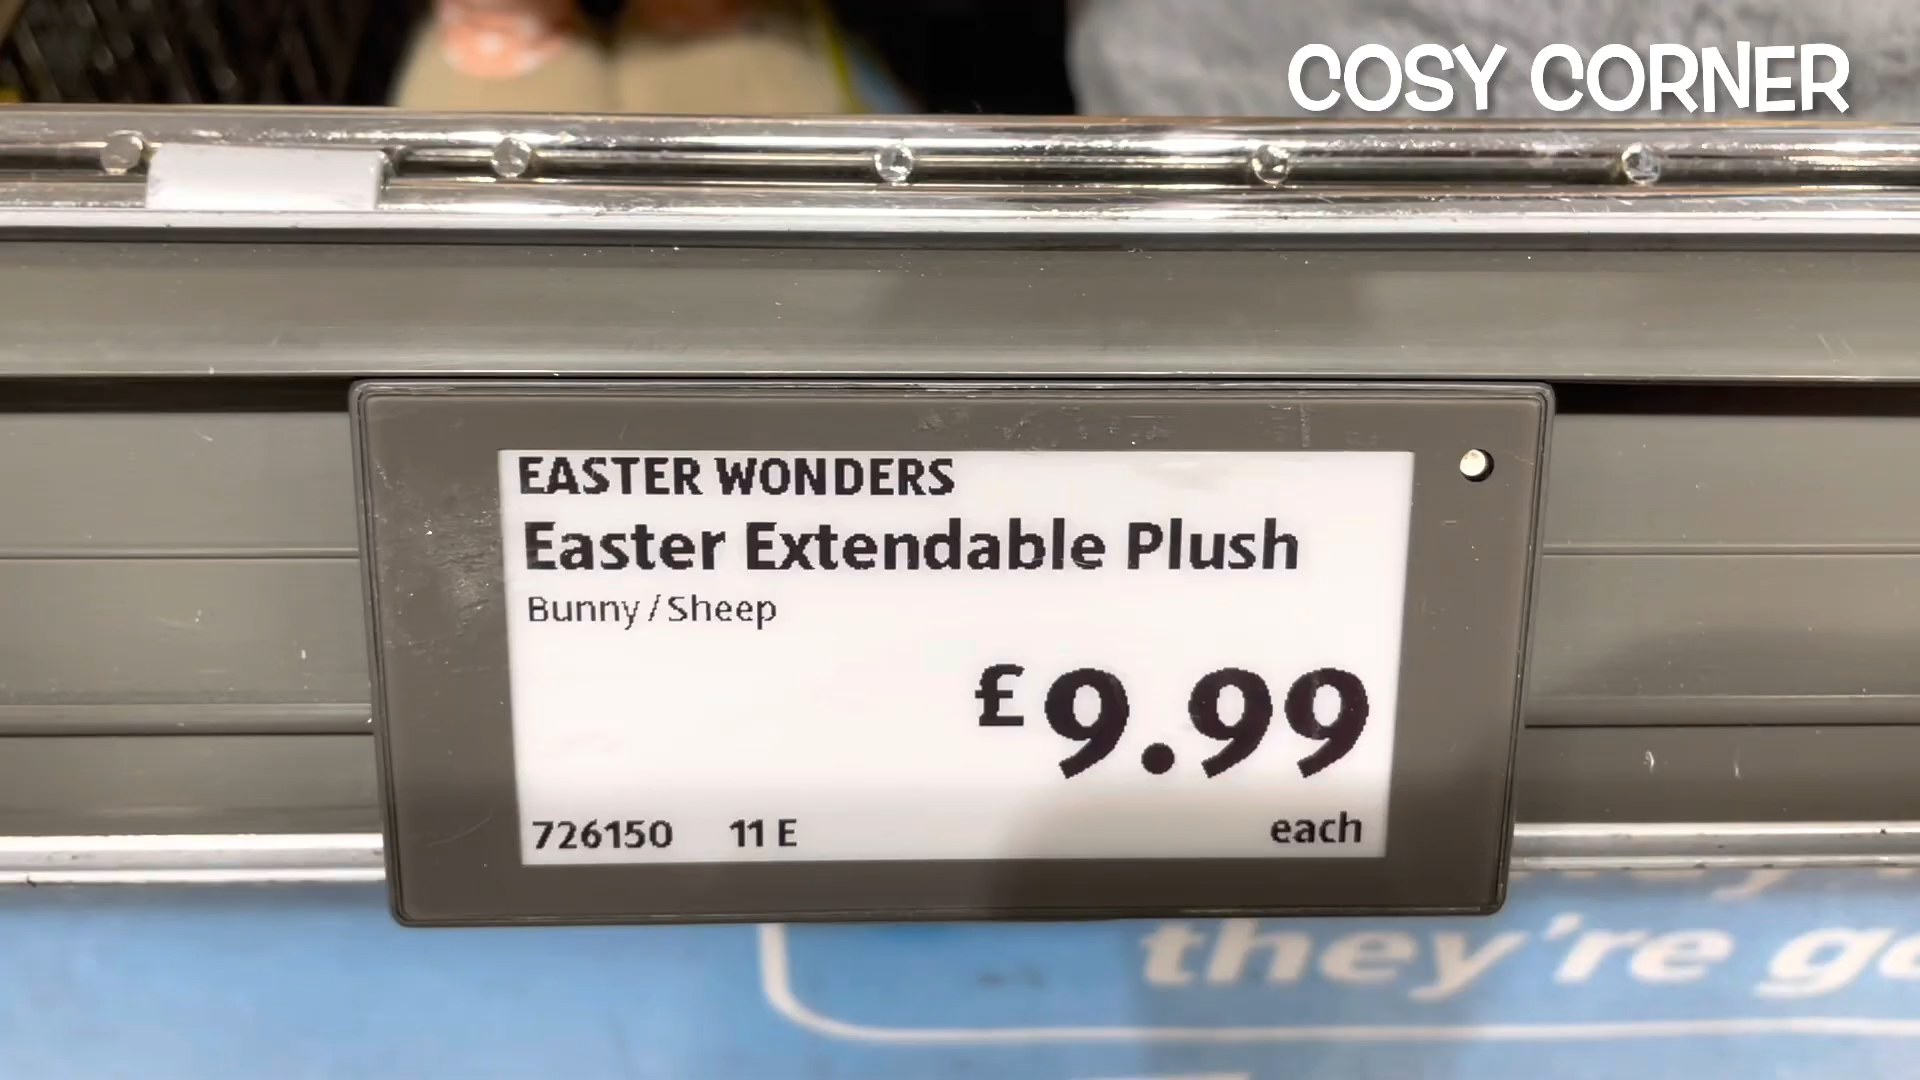 COSY CORNER
EASTER WONDERS
Easter Extendable Plush
Bunny / Sheep
£9.99
726150 11 E each
they're